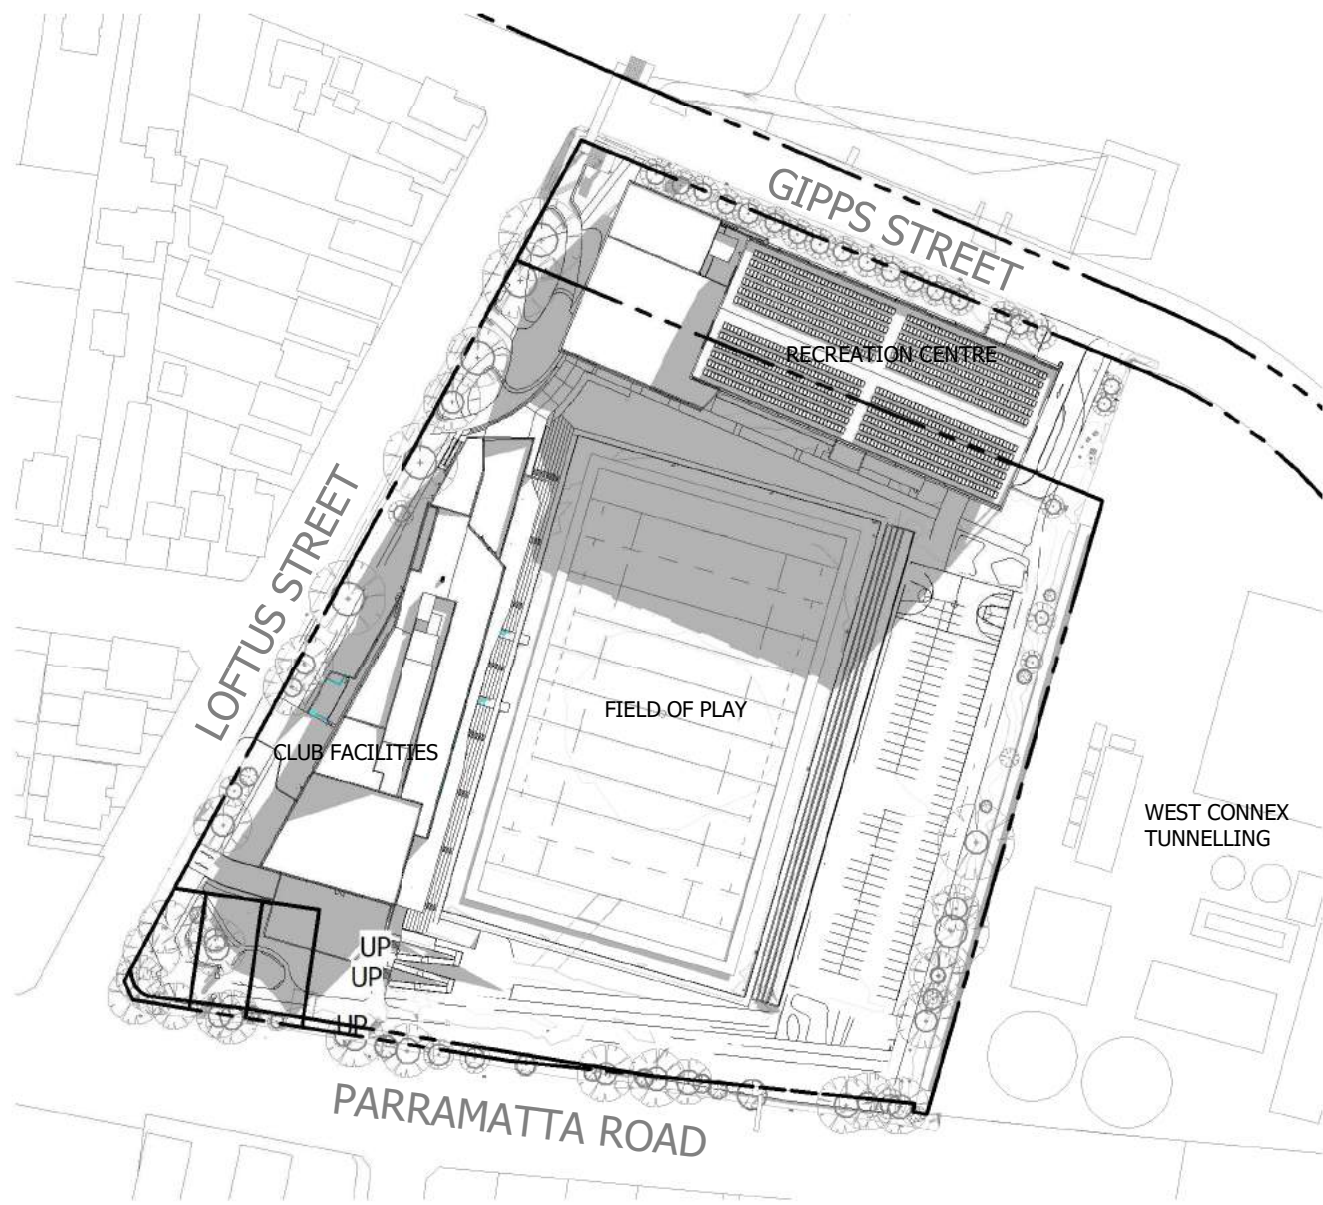 GIPPS STREET
RECREATION CENTRE
LOFTUS STREET
FIELD OF PLAY
CLUB FACILITIES
WEST CONNEX
TUNNELLING
UP
UP
UP
PARRAMATTA ROAD